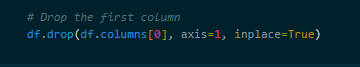 # Drop the first column
df.drop(df.columns[0], axis=1, inplace=True)